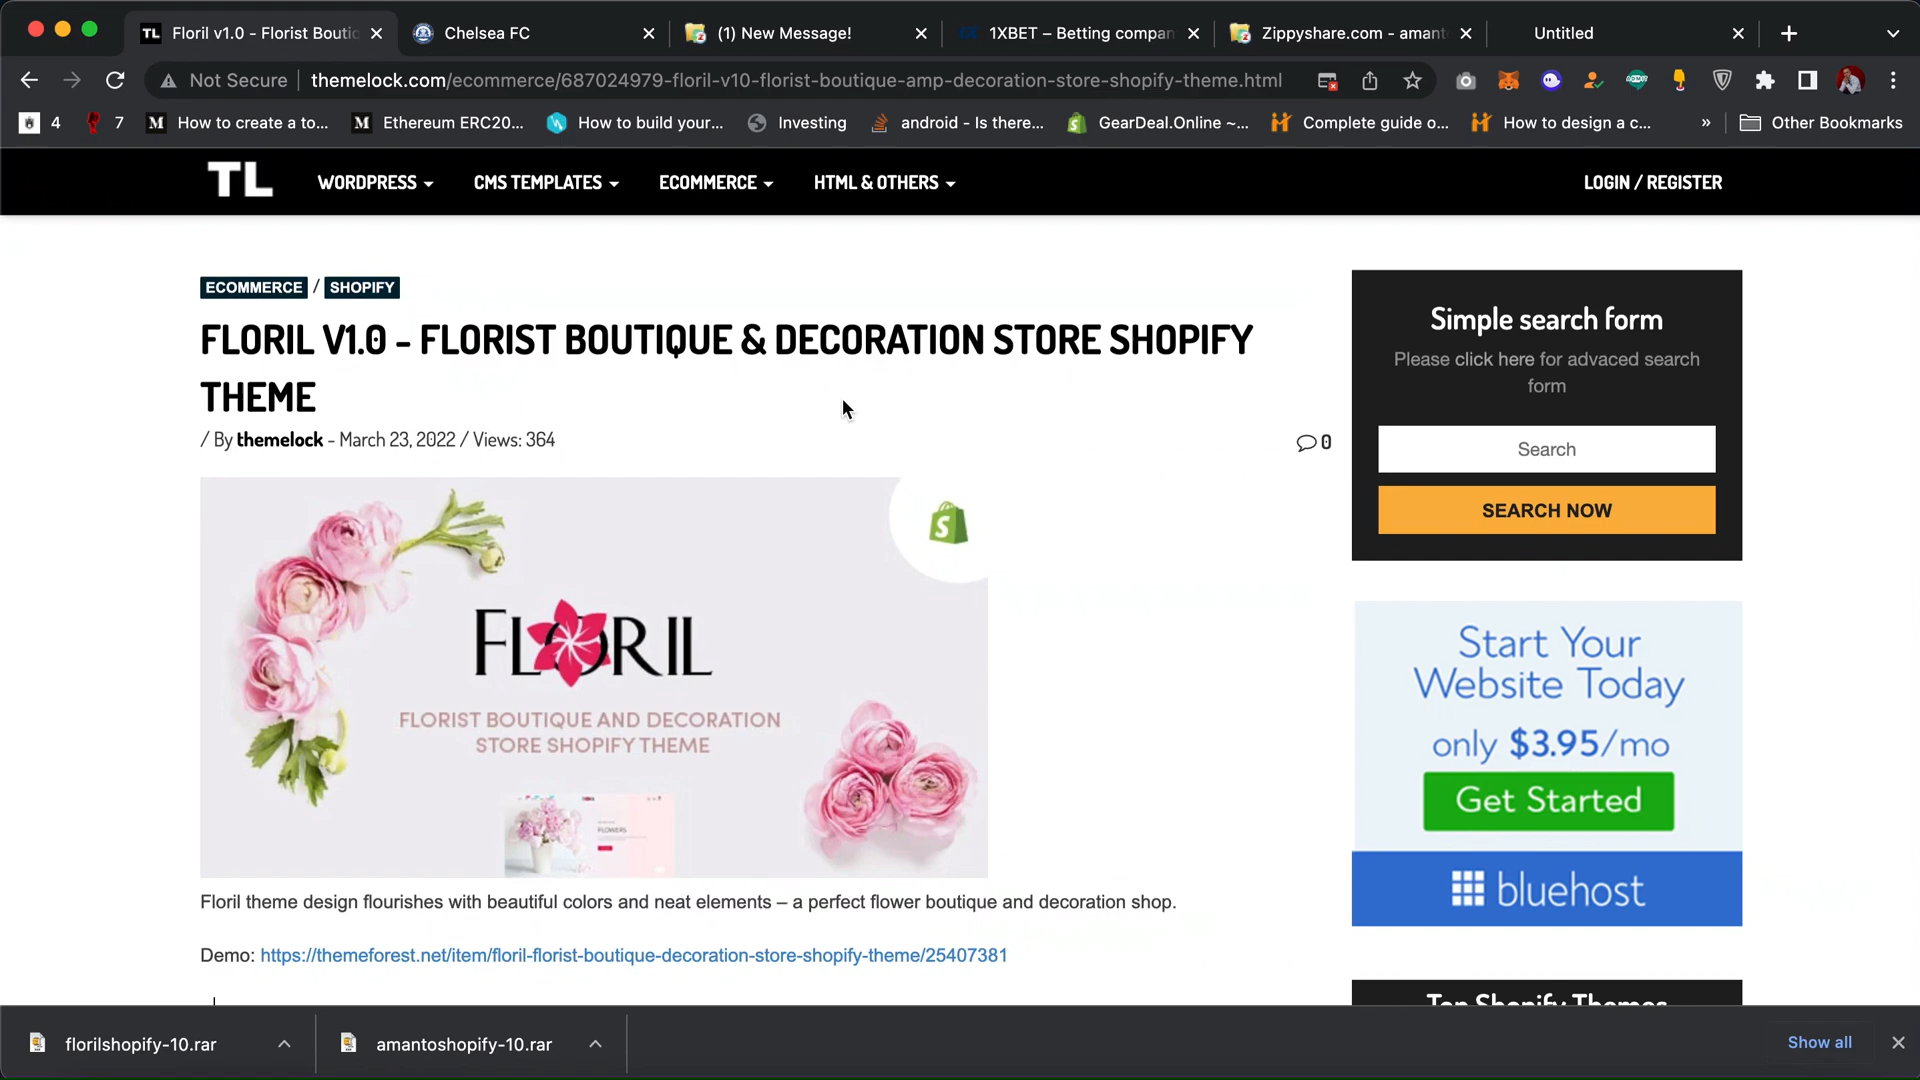 TL Floril v1.0 - Florist Boutic
Chelsea FC
(1) New Message!
1XBET – Betting compan
Zippyshare.com - amant
Untitled
Not Secure
themelock.com/ecommerce/687024979-floril-v10-florist-boutique-amp-decoration-store-shopify-theme.html
4
7
How to create a to...
Ethereum ERC20...
How to build your...
Investing
android - Is there...
GearDeal.Online ~...
Complete guide o...
How to design a c...
»
Other Bookmarks
TL
WORDPRESS
CMS TEMPLATES
ECOMMERCE
HTML & OTHERS
LOGIN / REGISTER
ECOMMERCE / SHOPIFY
FLORIL V1.0 - FLORIST BOUTIQUE & DECORATION STORE SHOPIFY
THEME
/ By themelock - March 23, 2022 / Views: 364
0
FLORIL
FLORIST BOUTIQUE AND DECORATION
STORE SHOPIFY THEME
FLOWERS
Floril theme design flourishes with beautiful colors and neat elements – a perfect flower boutique and decoration shop.
Demo: https://themeforest.net/item/floril-florist-boutique-decoration-store-shopify-theme/25407381
Simple search form
Please click here for advaced search
form
Search
SEARCH NOW
Start Your
Website Today
only $3.95/mo
Get Started
bluehost
Top Shopify Themes
florilshopify-10.rar
amantoshopify-10.rar
Show all